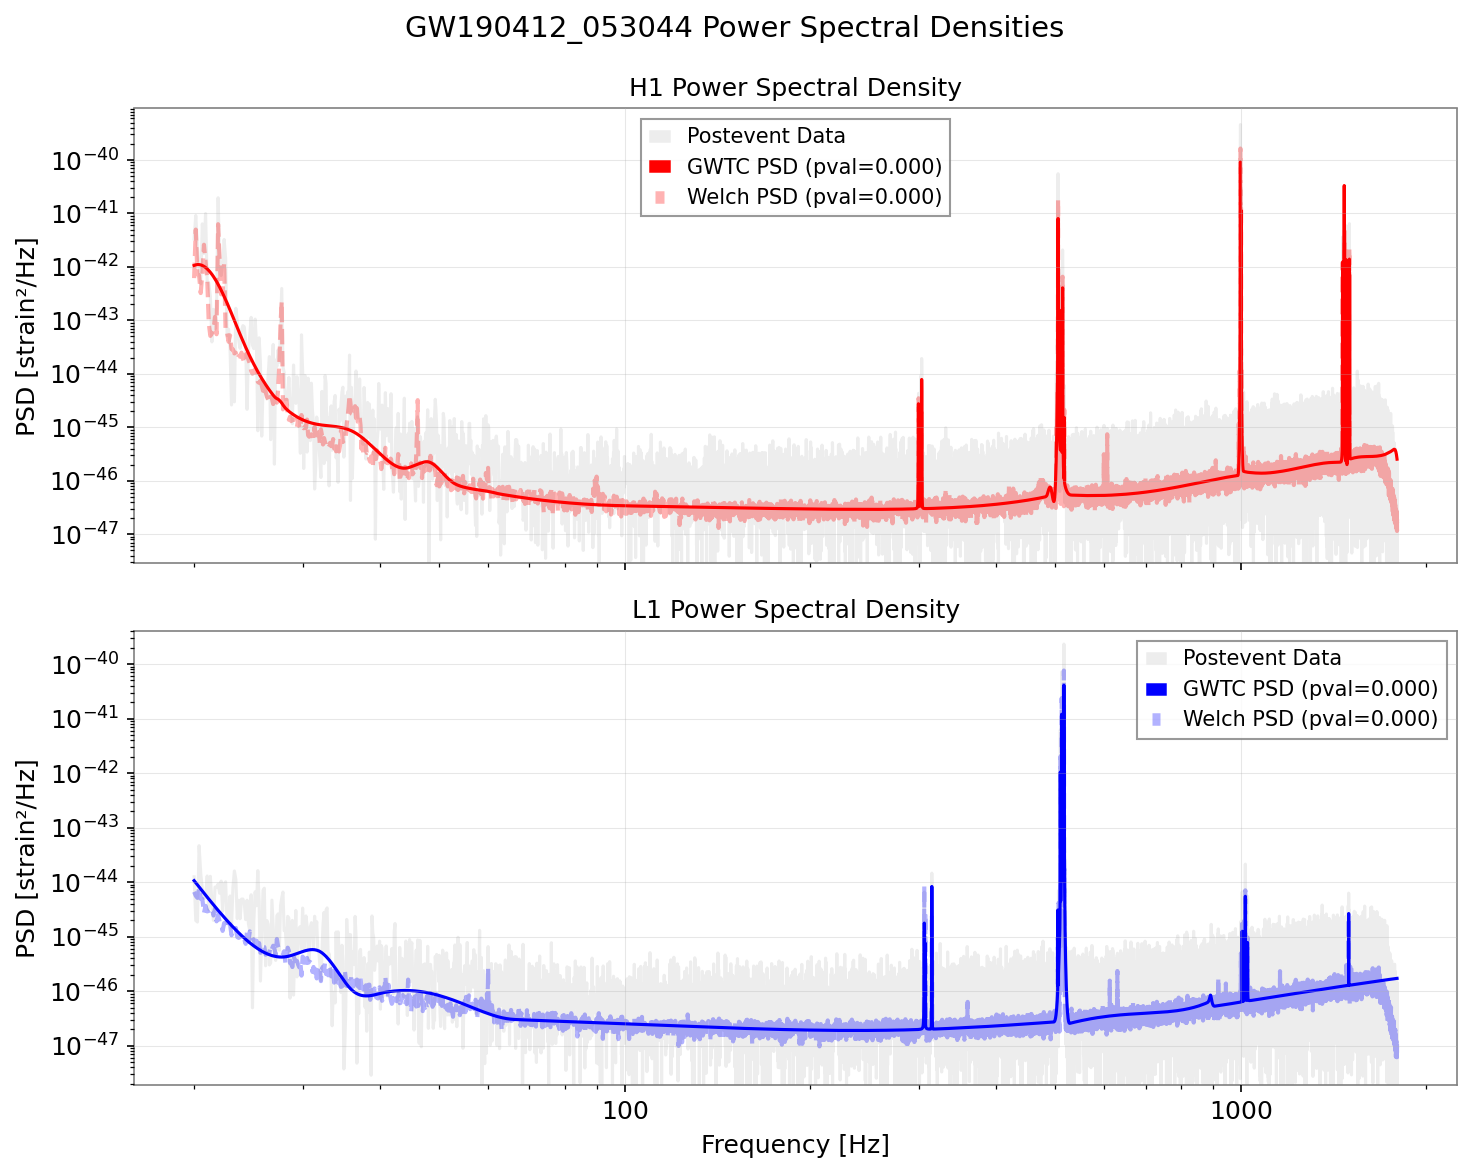 GW190412_053044 Power Spectral Densities
H1 Power Spectral Density
Postevent Data
GWTC PSD (pval=0.000)
Welch PSD (pval=0.000)
PSD [strain²/Hz]
10⁻⁴⁰
10⁻⁴¹
10⁻⁴²
10⁻⁴³
10⁻⁴⁴
10⁻⁴⁵
10⁻⁴⁶
10⁻⁴⁷
L1 Power Spectral Density
Postevent Data
GWTC PSD (pval=0.000)
Welch PSD (pval=0.000)
PSD [strain²/Hz]
10⁻⁴⁰
10⁻⁴¹
10⁻⁴²
10⁻⁴³
10⁻⁴⁴
10⁻⁴⁵
10⁻⁴⁶
10⁻⁴⁷
100 1000
Frequency [Hz]